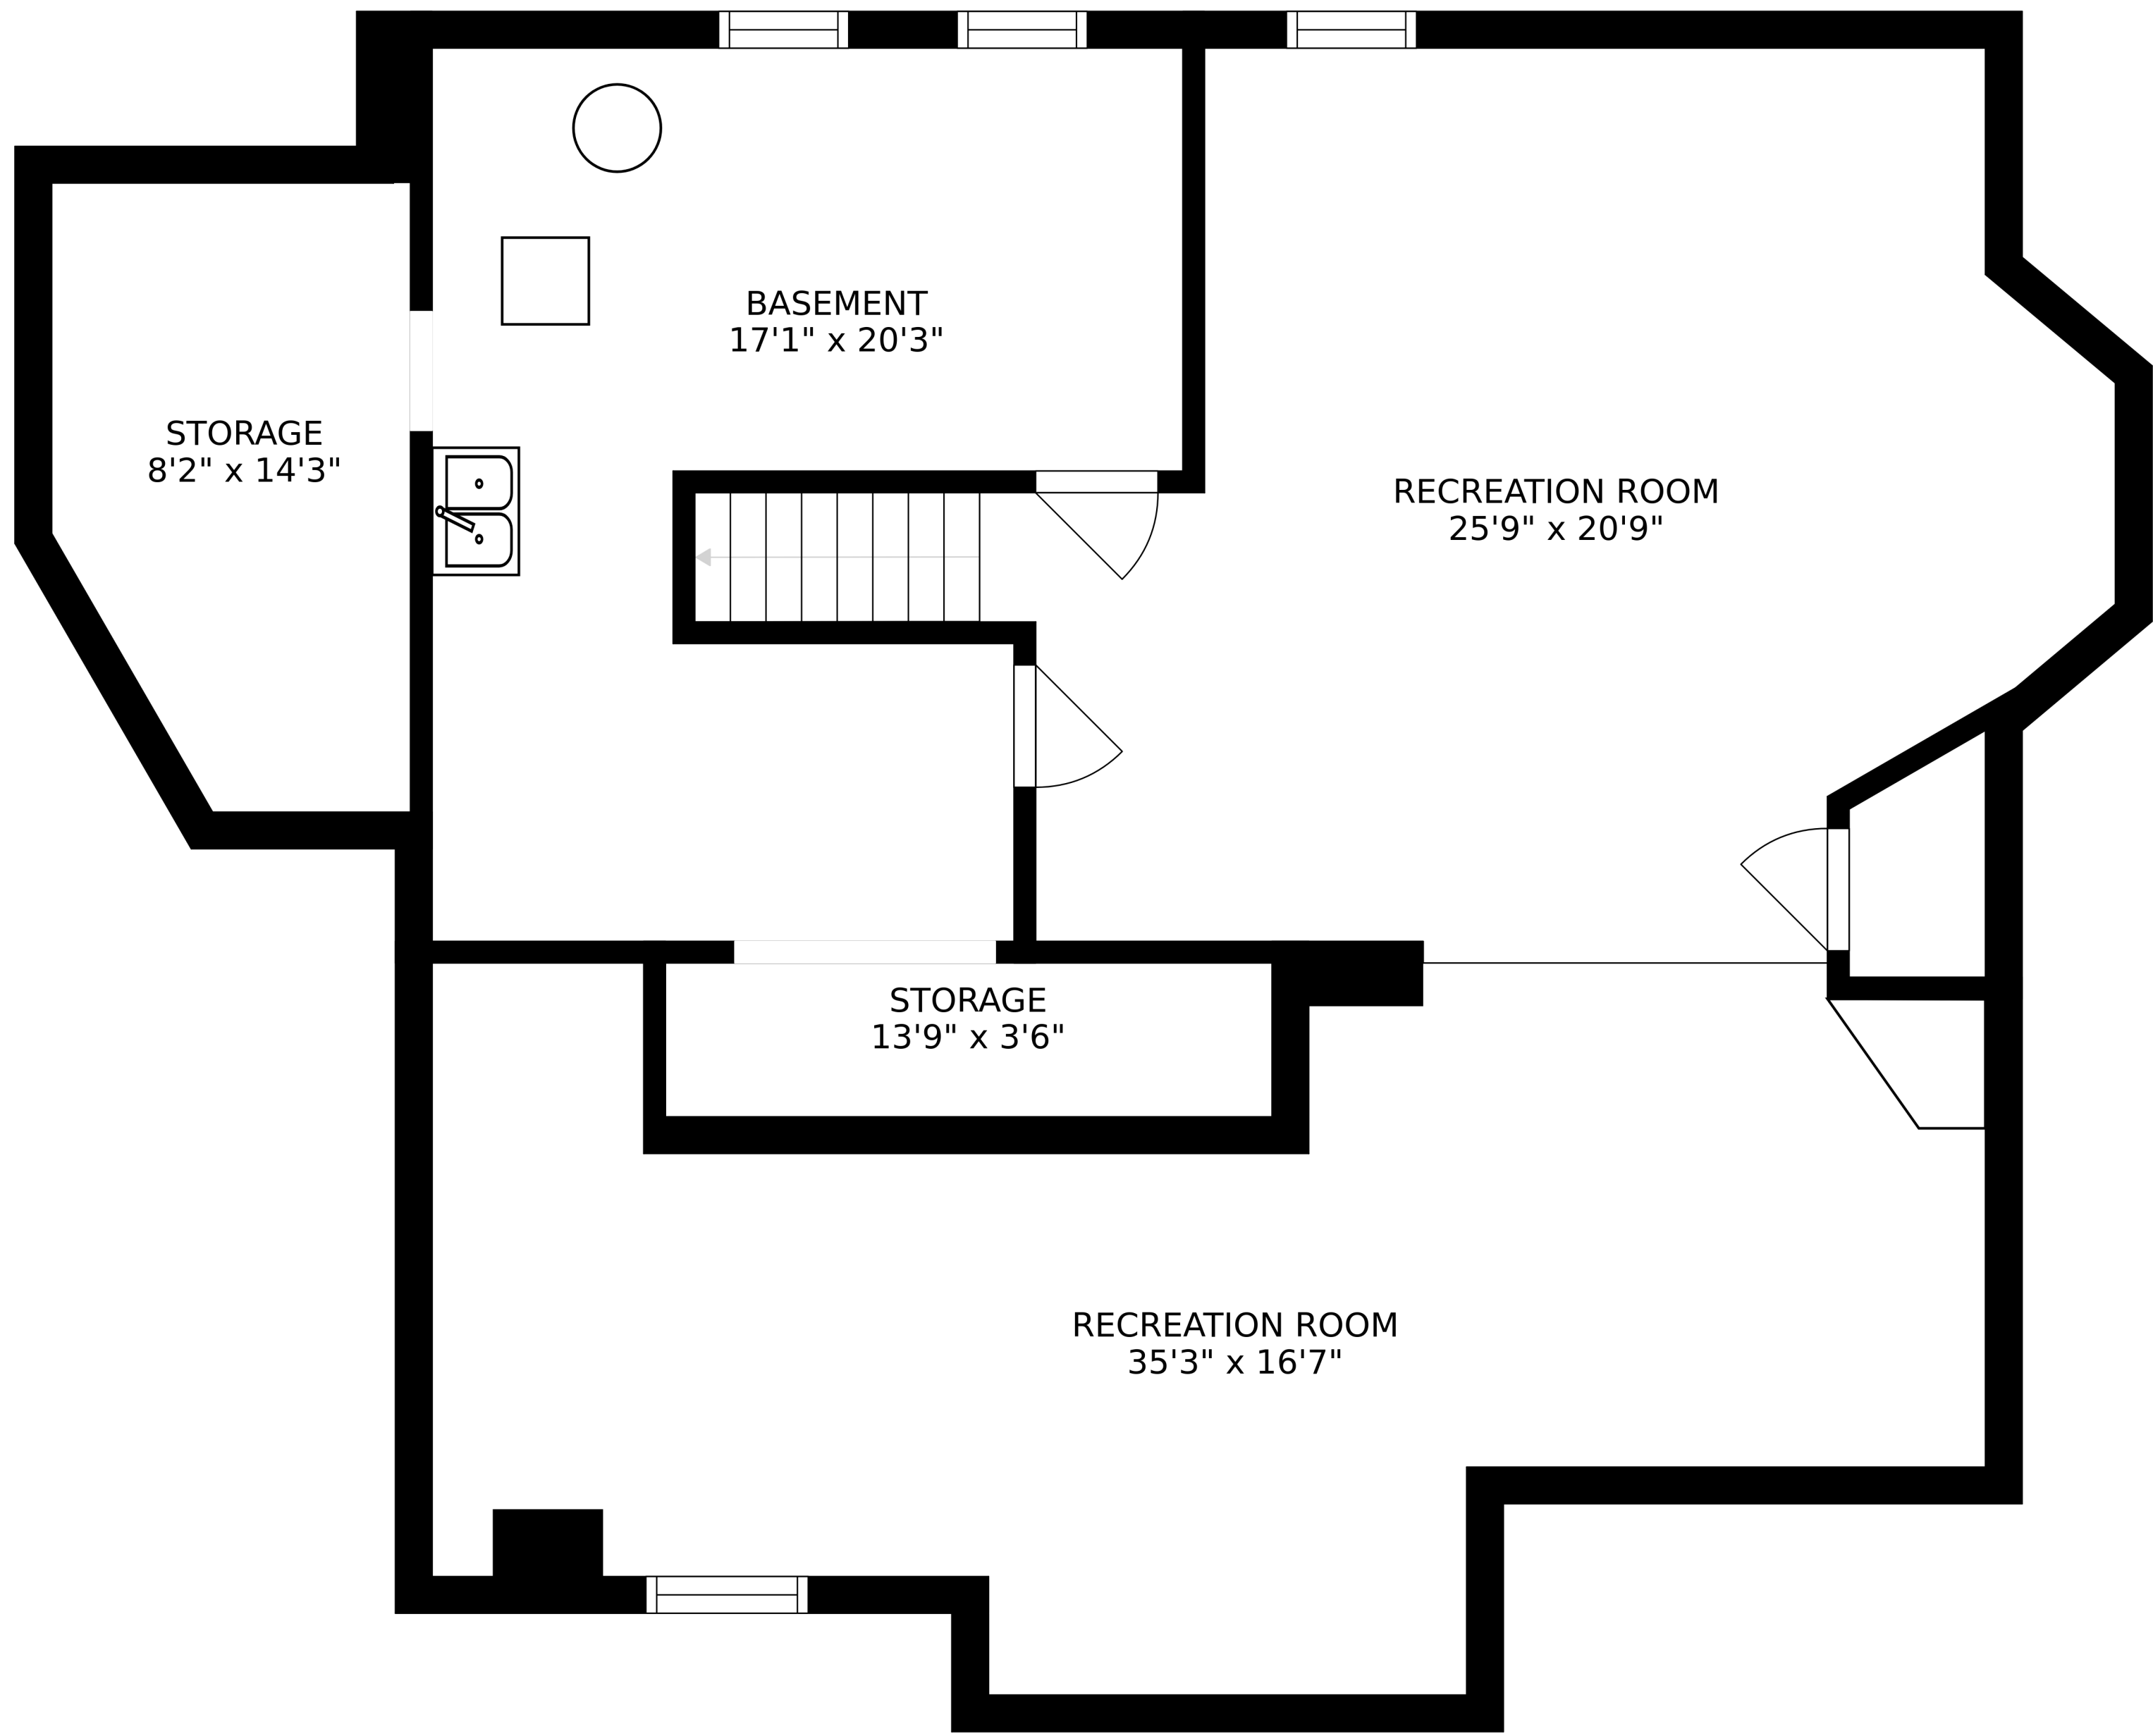 BASEMENT
17'1" x 20'3"
STORAGE
8'2" x 14'3"
RECREATION ROOM
25'9" x 20'9"
STORAGE
13'9" x 3'6"
RECREATION ROOM
35'3" x 16'7"